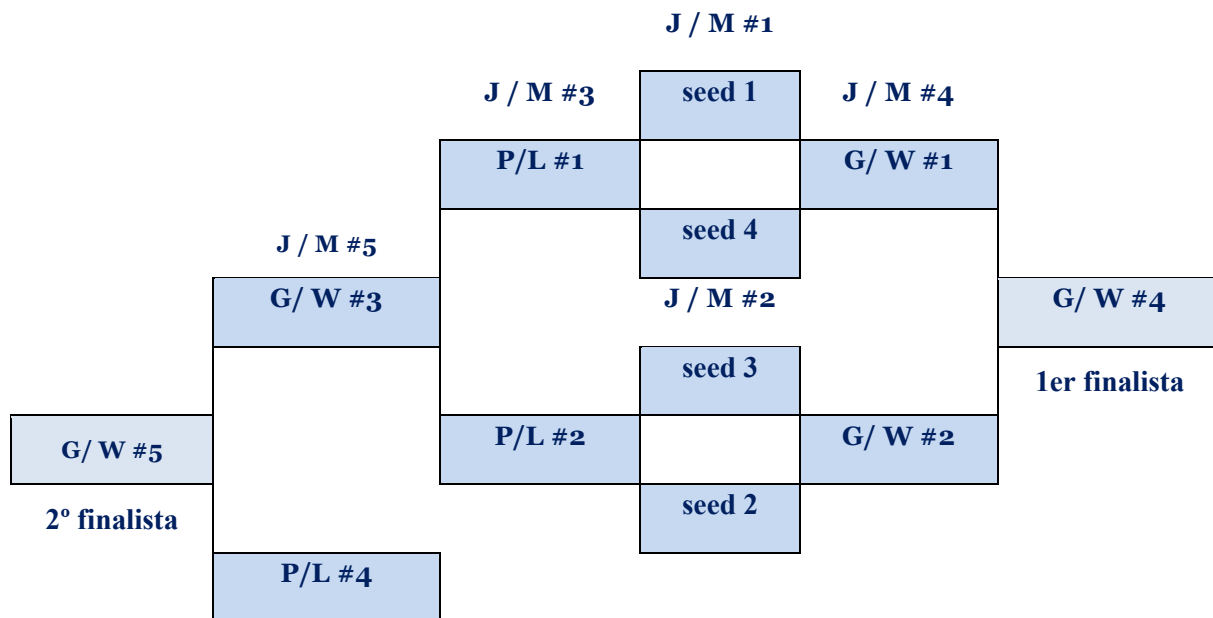 J / M #1
J / M #3
seed 1
J / M #4
P/L #1
G/ W #1
seed 4
J / M #5
G/ W #3
J / M #2
G/ W #4
seed 3
1er finalista
G/ W #5
P/L #2
G/ W #2
2º finalista
seed 2
P/L #4